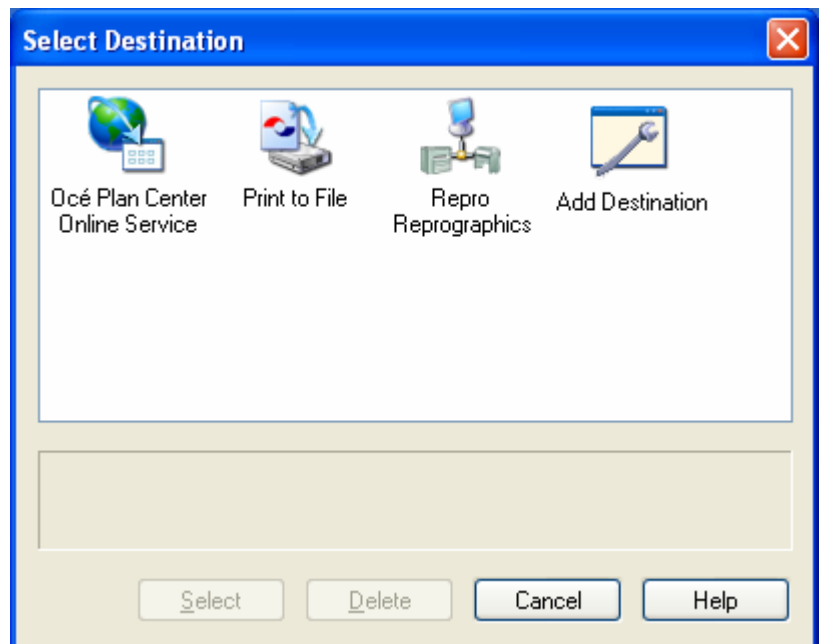 Select Destination
Océ Plan Center
Online Service
Print to File
Repro
Reprographics
Add Destination
Select
Delete
Cancel
Help